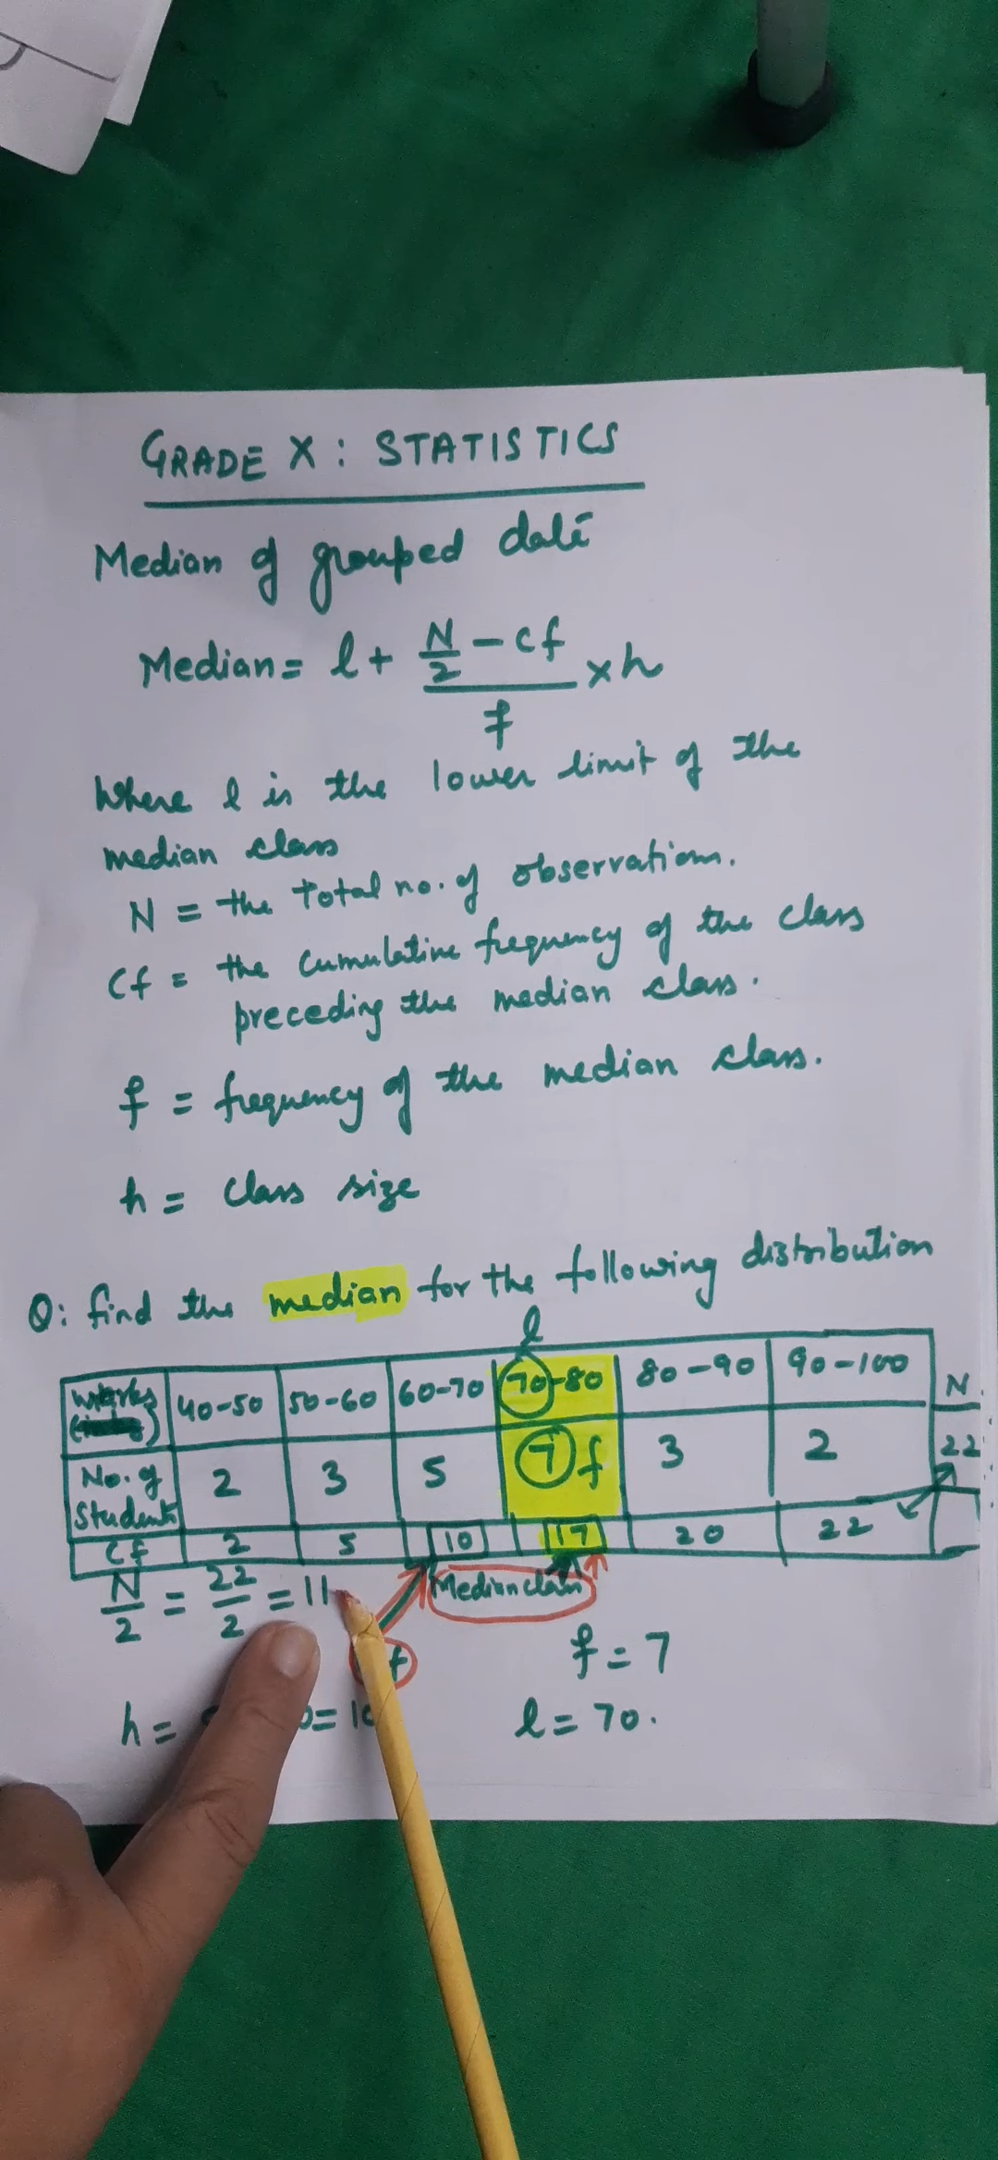 GRADE X: STATISTICS
Median of grouped data
Median = l + N/2 - cf / f × h
Where l is the lower limit of the
median class
N = the Total no. of observations.
Cf = the cumulative frequency of the class
preceding the median class.
f = frequency of the median class.
h = class size
Q: find the median for the following distribution
l
Marks 40-50 50-60 60-70 70-80 80-90 90-100 N
No. of Students 2 3 5 7 f 3 2 22
Cf 2 5 10 17 20 22
N/2 = 22/2 = 11
Median class
f = 7
h = = 10
l = 70.